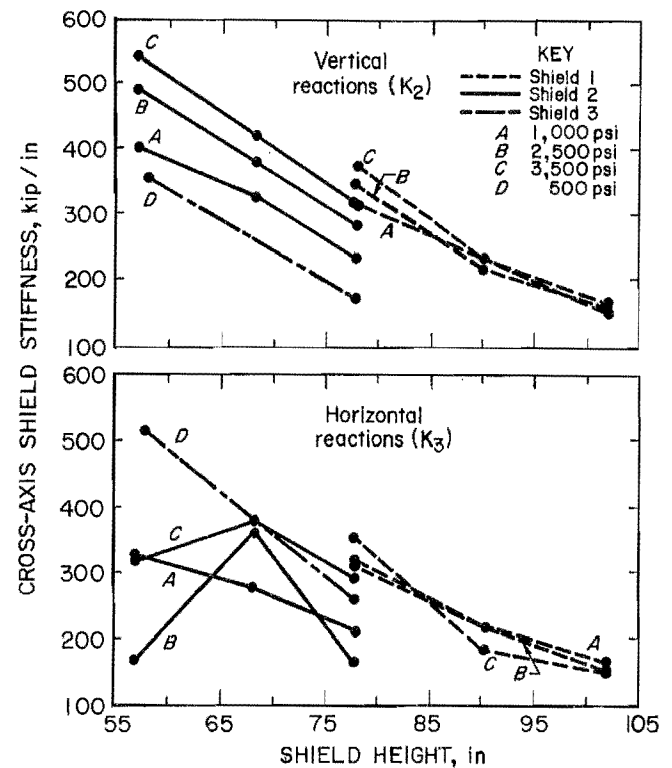 CROSS-AXIS SHIELD STIFFNESS, kip/in
600
500
400
300
200
100
Vertical
reactions (K2)
KEY
Shield 1
Shield 2
Shield 3
A 1,000 psi
B 2,500 psi
C 3,500 psi
D 500 psi
C
B
A
D
C
B
A
600
500
400
300
200
100
Horizontal
reactions (K3)
D
C
A
B
A
C
B
55 65 75 85 95 105
SHIELD HEIGHT, in